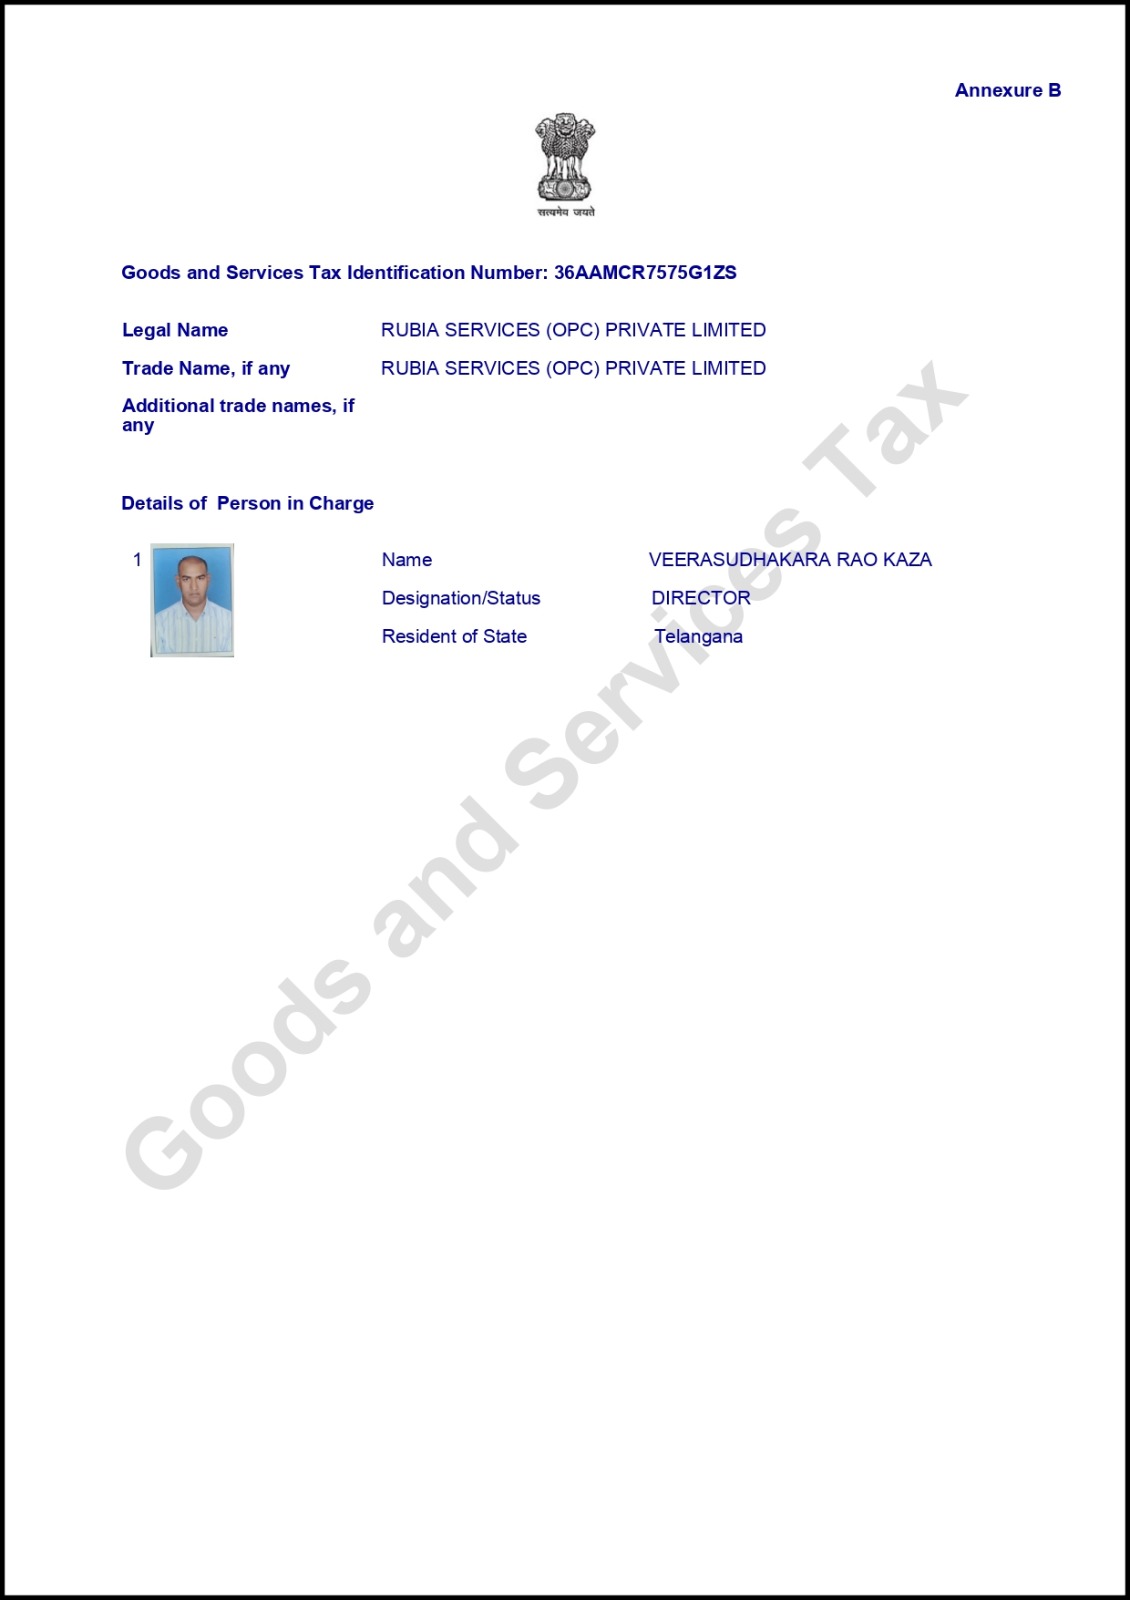 Annexure B
सत्यमेव जयते
Goods and Services Tax Identification Number: 36AAMCR7575G1ZS
Legal Name RUBIA SERVICES (OPC) PRIVATE LIMITED
Trade Name, if any RUBIA SERVICES (OPC) PRIVATE LIMITED
Additional trade names, if
any
Details of Person in Charge
1 Name VEERASUDHAKARA RAO KAZA
Designation/Status DIRECTOR
Resident of State Telangana
Goods and Services Tax